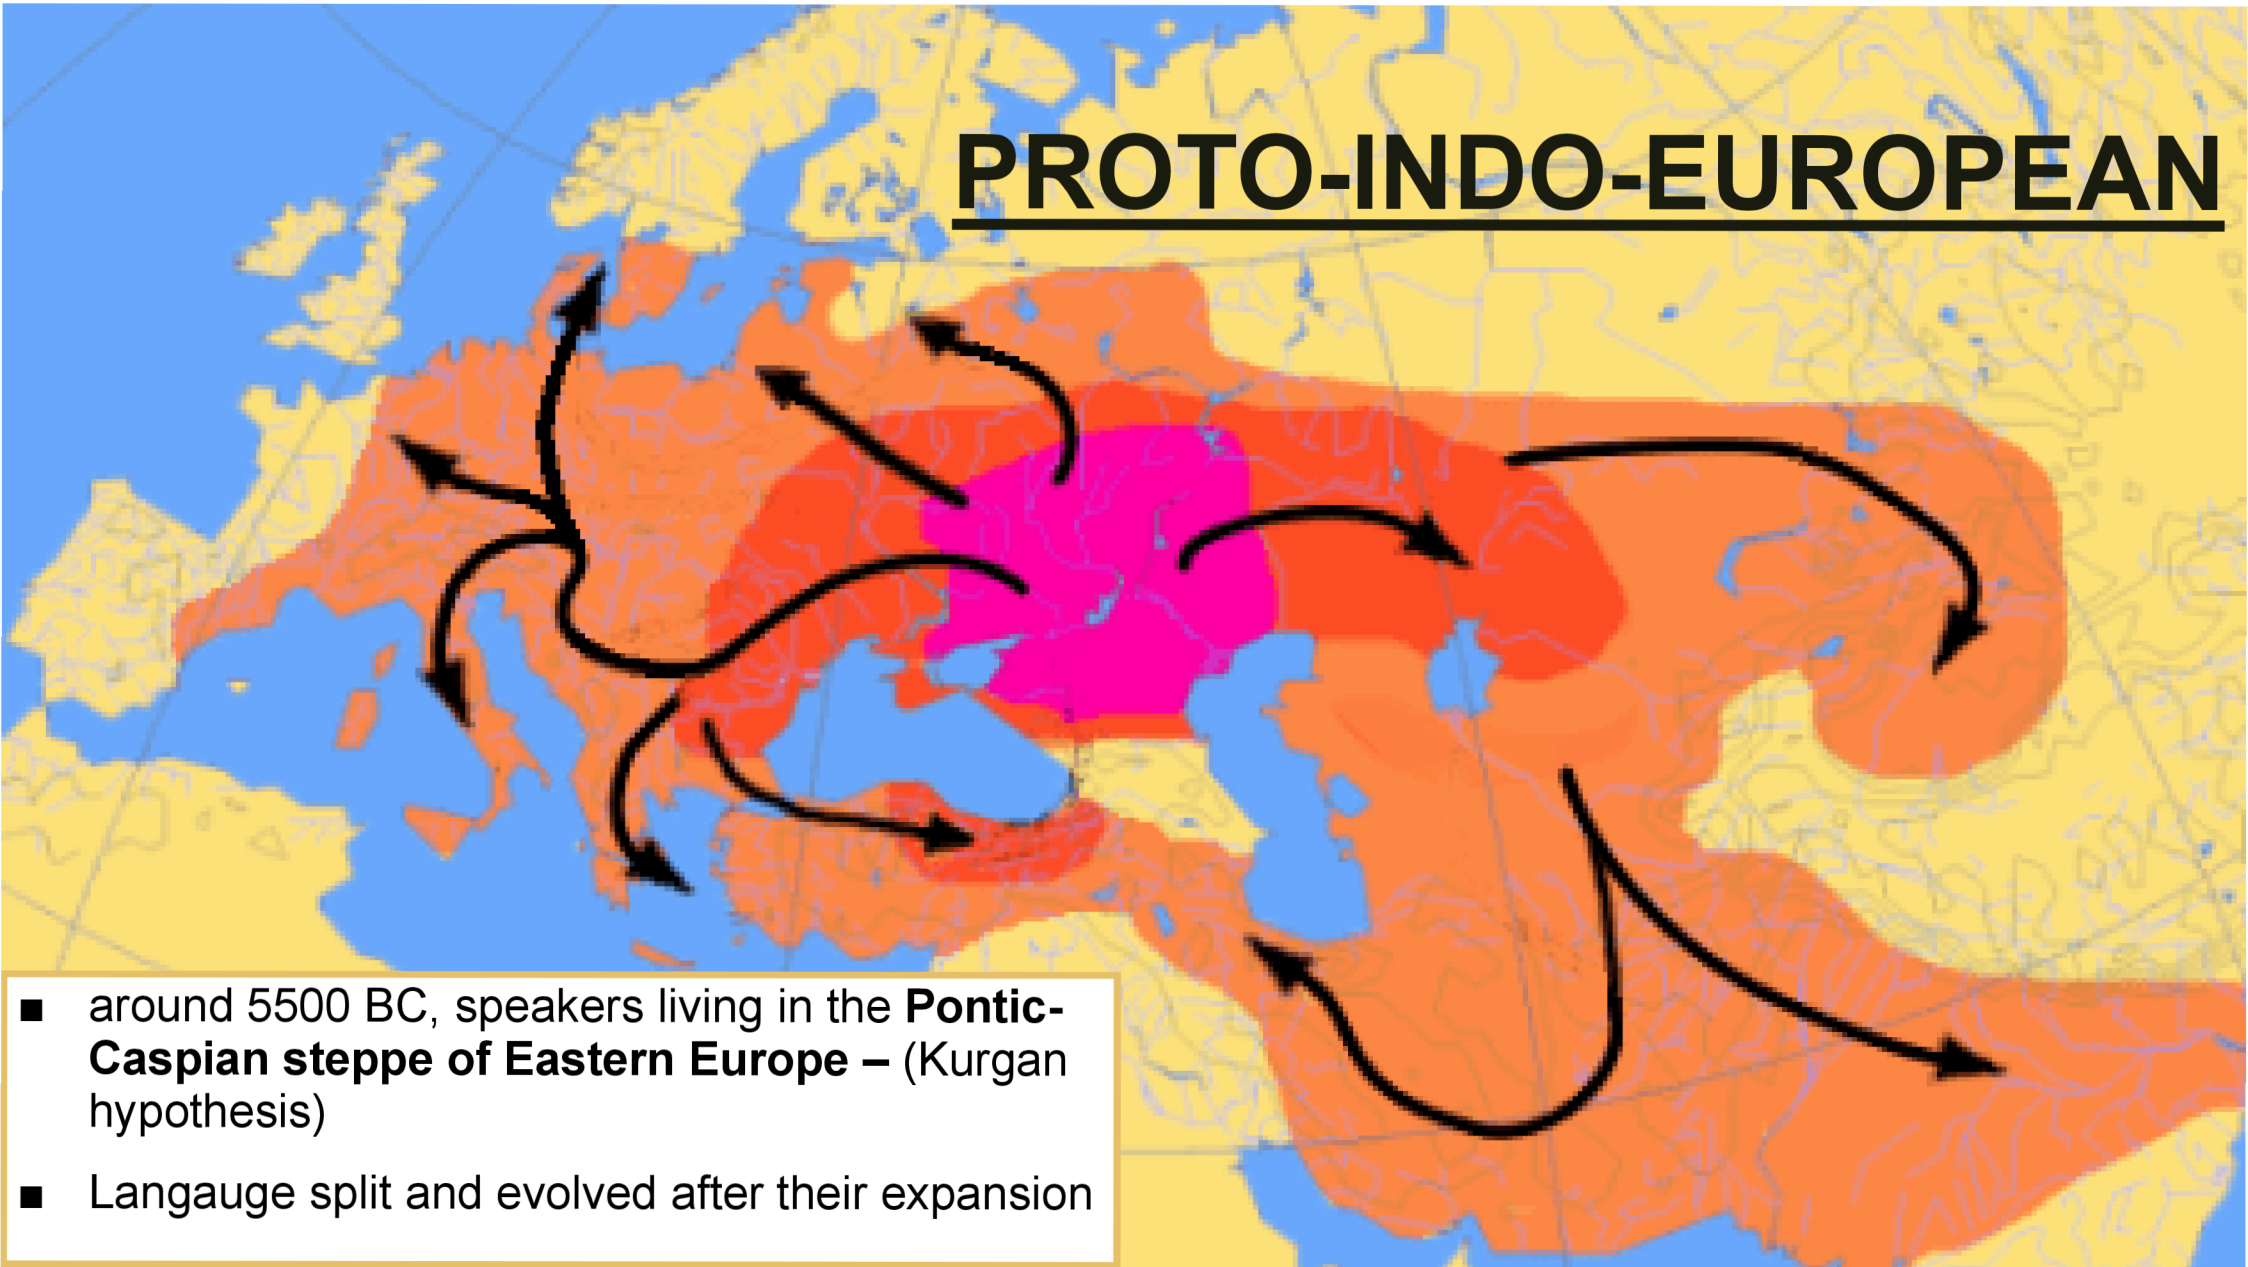 PROTO-INDO-EUROPEAN
■ around 5500 BC, speakers living in the Pontic-
Caspian steppe of Eastern Europe – (Kurgan
hypothesis)
■ Langauge split and evolved after their expansion